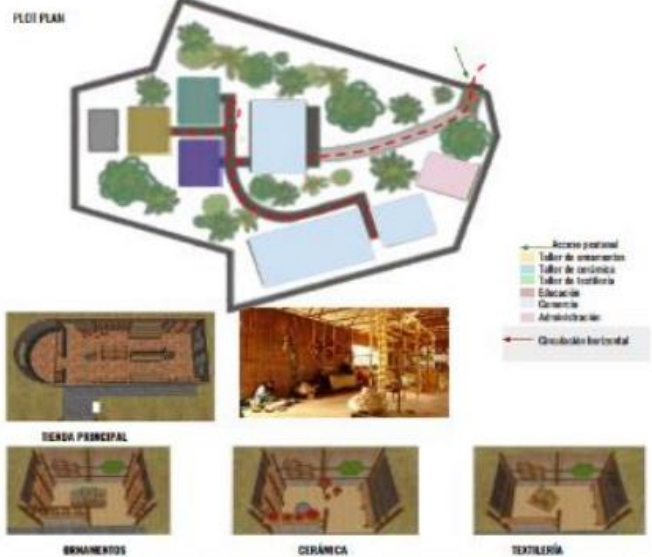 PLOT PLAN
Acceso peatonal
Taller de ornamentos
Taller de cerámica
Taller de textilería
Educación
Comercio
Administración
Circulación horizontal
TIENDA PRINCIPAL
ORNAMENTOS
CERÁMICA
TEXTILERÍA